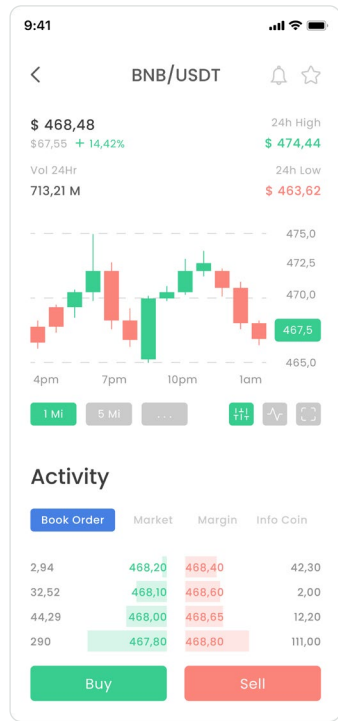 9:41
BNB/USDT
$ 468,48 24h High
$67,55 + 14,42% $ 474,44
Vol 24Hr 24h Low
713,21 M $ 463,62
475,0
472,5
470,0
467,5
465,0
4pm 7pm 10pm 1am
1 Mi 5 Mi ...
Activity
Book Order Market Margin Info Coin
2,94 468,20 468,40 42,30
32,52 468,10 468,60 2,00
44,29 468,00 468,65 12,20
290 467,80 468,80 111,00
Buy Sell